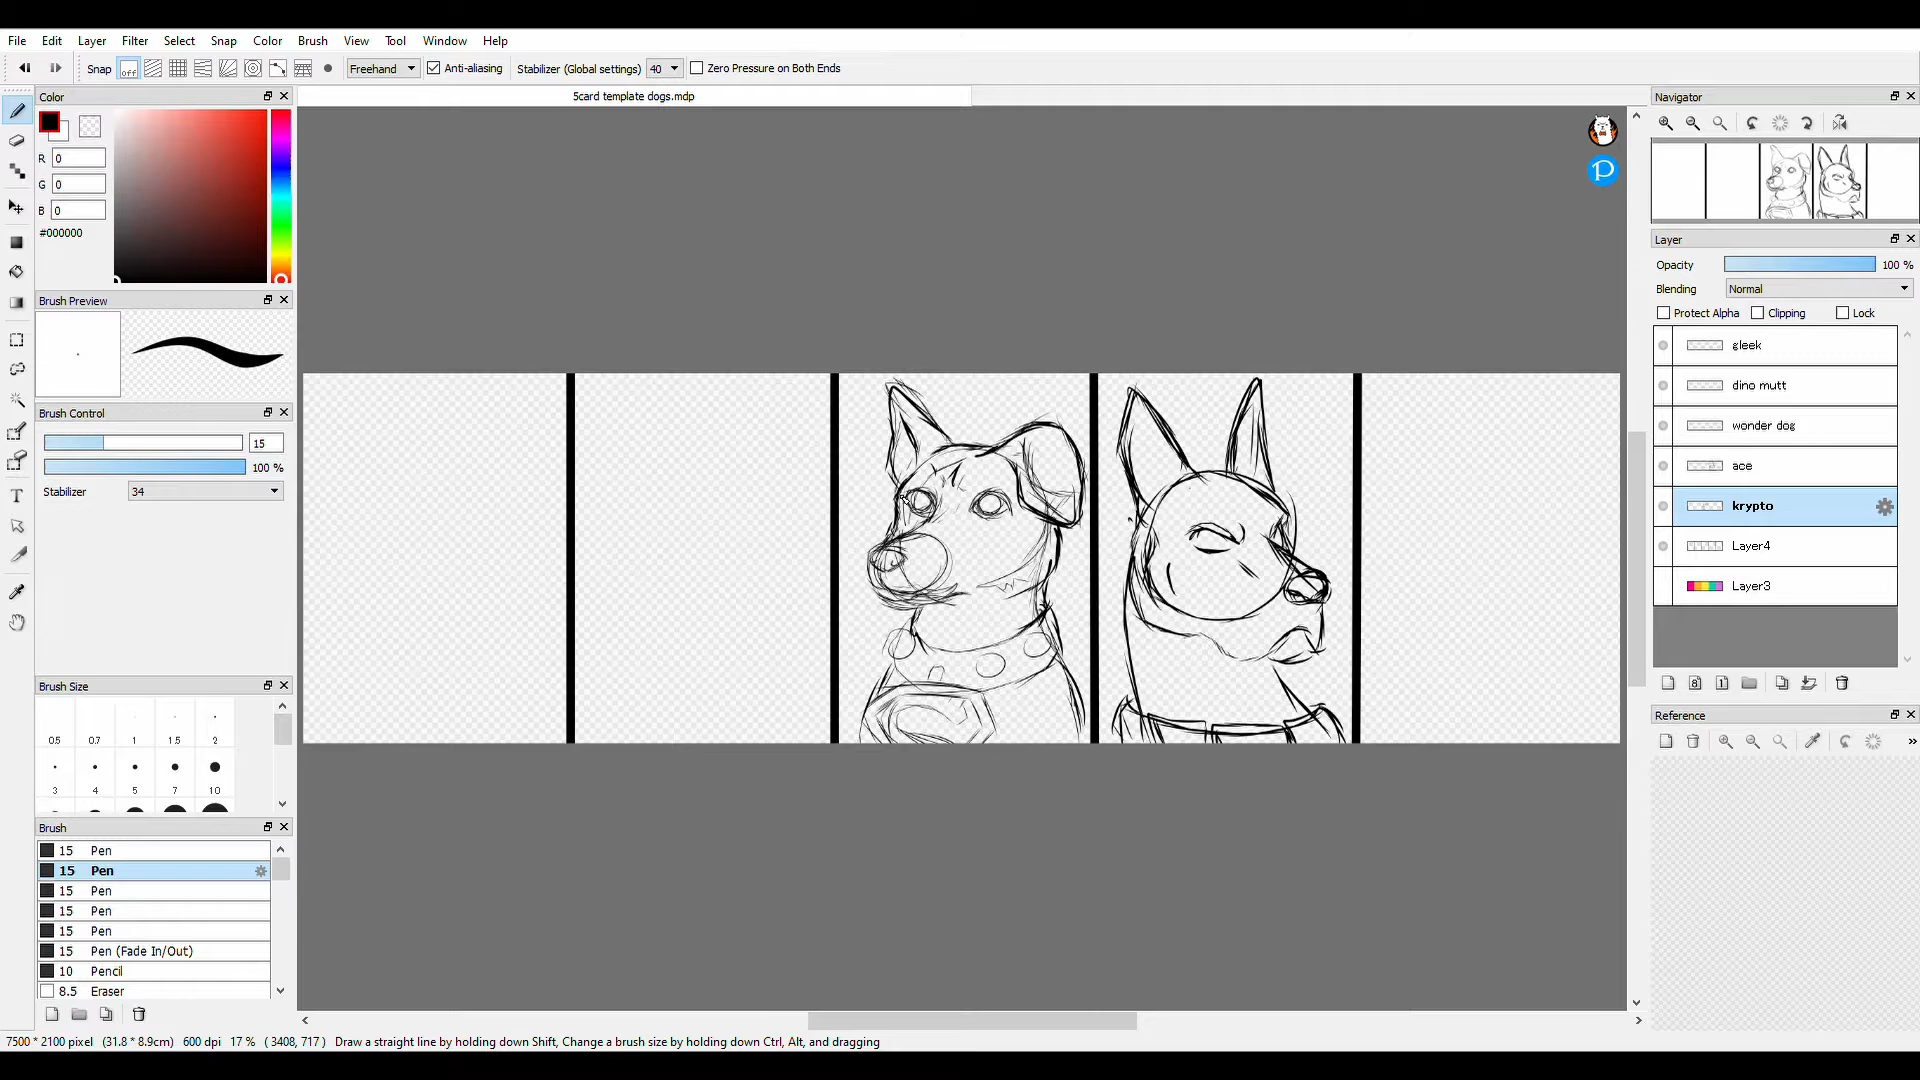 File Edit Layer Filter Select Snap Color Brush View Tool Window Help
Snap off Freehand Anti-aliasing Stabilizer (Global settings) 40 Zero Pressure on Both Ends
Color
5card template dogs.mdp
R 0
G 0
B 0
#000000
Brush Preview
Brush Control
15
100 %
Stabilizer 34
Brush Size
0.5 0.7 1 1.5 2
3 4 5 7 10
Brush
15 Pen
15 Pen
15 Pen
15 Pen
15 Pen
15 Pen (Fade In/Out)
10 Pencil
8.5 Eraser
P
Navigator
Layer
Opacity 100 %
Blending Normal
Protect Alpha Clipping Lock
gleek
dino mutt
wonder dog
ace
krypto
Layer4
Layer3
8 1
Reference
7500 * 2100 pixel (31.8 * 8.9cm) 600 dpi 17 % ( 3408, 717 ) Draw a straight line by holding down Shift, Change a brush size by holding down Ctrl, Alt, and dragging